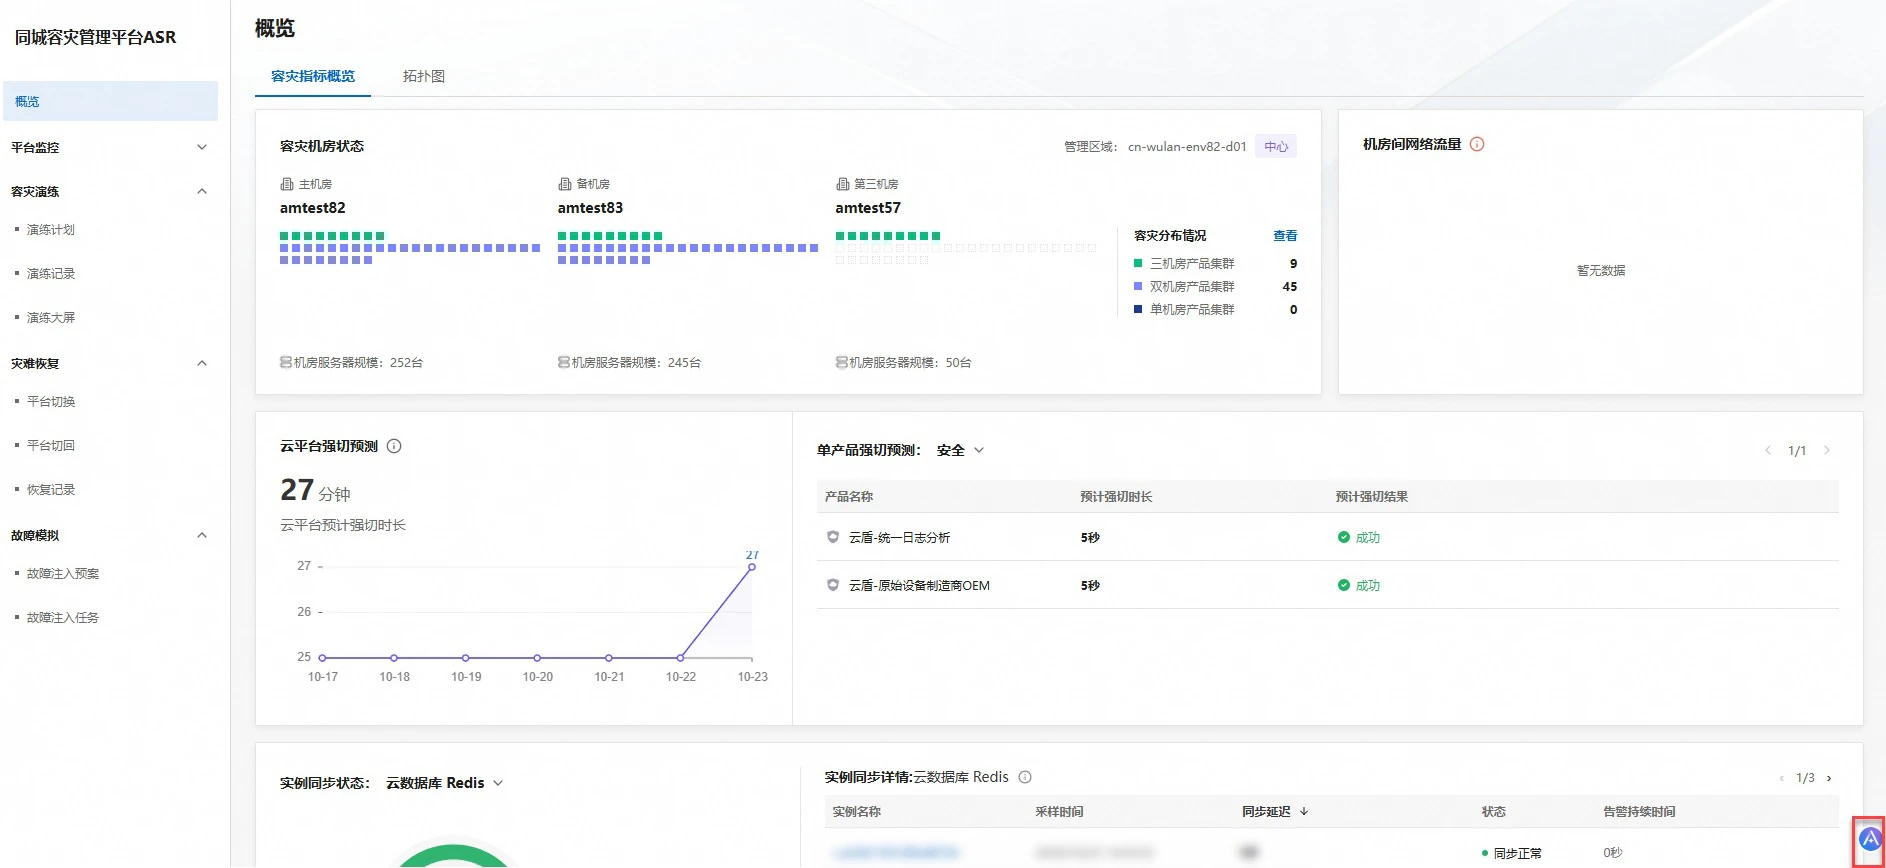 同城容灾管理平台ASR
概览
平台监控
容灾演练
演练计划
演练记录
演练大屏
灾难恢复
平台切换
平台切回
恢复记录
故障模拟
故障注入预案
故障注入任务
概览
容灾指标概览 拓扑图
容灾机房状态
管理区域: cn-wulan-env82-d01 中心
主机房
amtest82
机房服务器规模: 252台
备机房
amtest83
机房服务器规模: 245台
第三机房
amtest57
机房服务器规模: 50台
容灾分布情况 查看
三机房产品集群 9
双机房产品集群 45
单机房产品集群 0
机房间网络流量
暂无数据
云平台强切预测
27 分钟
云平台预计强切时长
27
27
26
25
10-17 10-18 10-19 10-20 10-21 10-22 10-23
单产品强切预测: 安全
1/1
产品名称 预计强切时长 预计强切结果
云盾-统一日志分析 5秒 成功
云盾-原始设备制造商OEM 5秒 成功
实例同步状态: 云数据库 Redis
实例同步详情:云数据库 Redis
1/3
实例名称 采样时间 同步延迟 状态 告警持续时间
同步正常 0秒